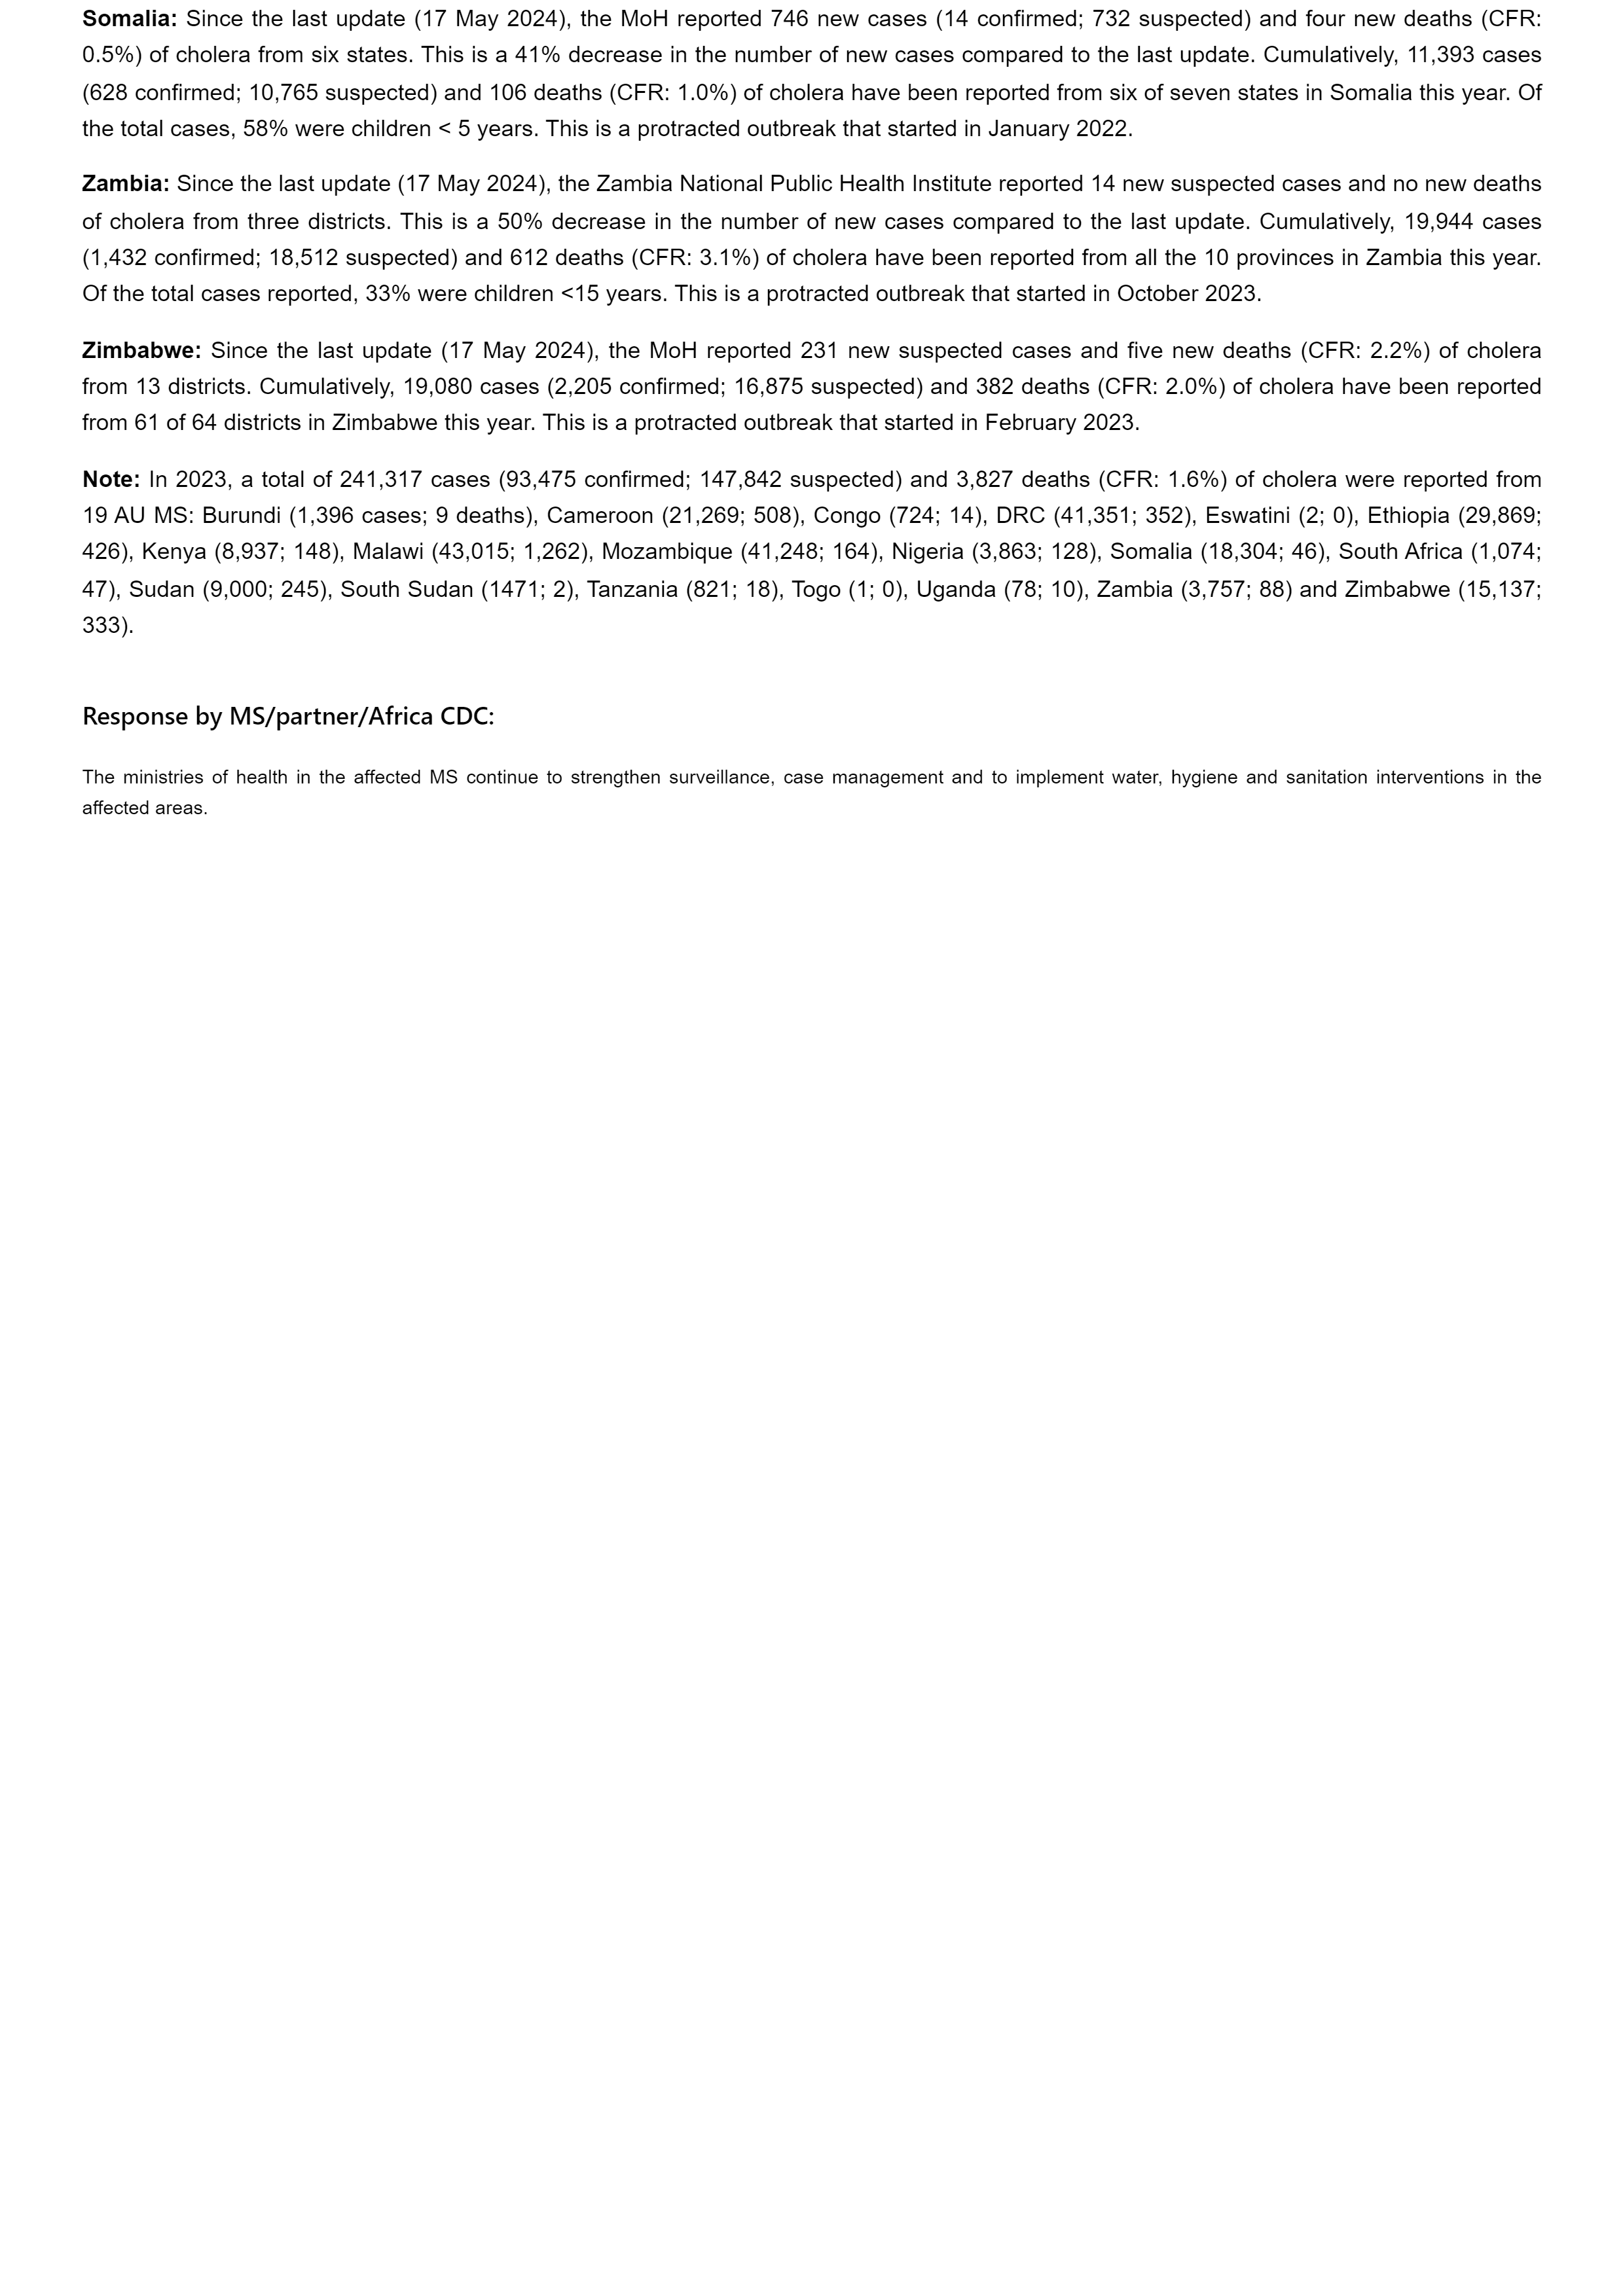 Somalia: Since the last update (17 May 2024), the MoH reported 746 new cases (14 confirmed; 732 suspected) and four new deaths (CFR:
0.5%) of cholera from six states. This is a 41% decrease in the number of new cases compared to the last update. Cumulatively, 11,393 cases
(628 confirmed; 10,765 suspected) and 106 deaths (CFR: 1.0%) of cholera have been reported from six of seven states in Somalia this year. Of
the total cases, 58% were children < 5 years. This is a protracted outbreak that started in January 2022.
Zambia: Since the last update (17 May 2024), the Zambia National Public Health Institute reported 14 new suspected cases and no new deaths
of cholera from three districts. This is a 50% decrease in the number of new cases compared to the last update. Cumulatively, 19,944 cases
(1,432 confirmed; 18,512 suspected) and 612 deaths (CFR: 3.1%) of cholera have been reported from all the 10 provinces in Zambia this year.
Of the total cases reported, 33% were children <15 years. This is a protracted outbreak that started in October 2023.
Zimbabwe: Since the last update (17 May 2024), the MoH reported 231 new suspected cases and five new deaths (CFR: 2.2%) of cholera
from 13 districts. Cumulatively, 19,080 cases (2,205 confirmed; 16,875 suspected) and 382 deaths (CFR: 2.0%) of cholera have been reported
from 61 of 64 districts in Zimbabwe this year. This is a protracted outbreak that started in February 2023.
Note: In 2023, a total of 241,317 cases (93,475 confirmed; 147,842 suspected) and 3,827 deaths (CFR: 1.6%) of cholera were reported from
19 AU MS: Burundi (1,396 cases; 9 deaths), Cameroon (21,269; 508), Congo (724; 14), DRC (41,351; 352), Eswatini (2; 0), Ethiopia (29,869;
426), Kenya (8,937; 148), Malawi (43,015; 1,262), Mozambique (41,248; 164), Nigeria (3,863; 128), Somalia (18,304; 46), South Africa (1,074;
47), Sudan (9,000; 245), South Sudan (1471; 2), Tanzania (821; 18), Togo (1; 0), Uganda (78; 10), Zambia (3,757; 88) and Zimbabwe (15,137;
333).
Response by MS/partner/Africa CDC:
The ministries of health in the affected MS continue to strengthen surveillance, case management and to implement water, hygiene and sanitation interventions in the
affected areas.